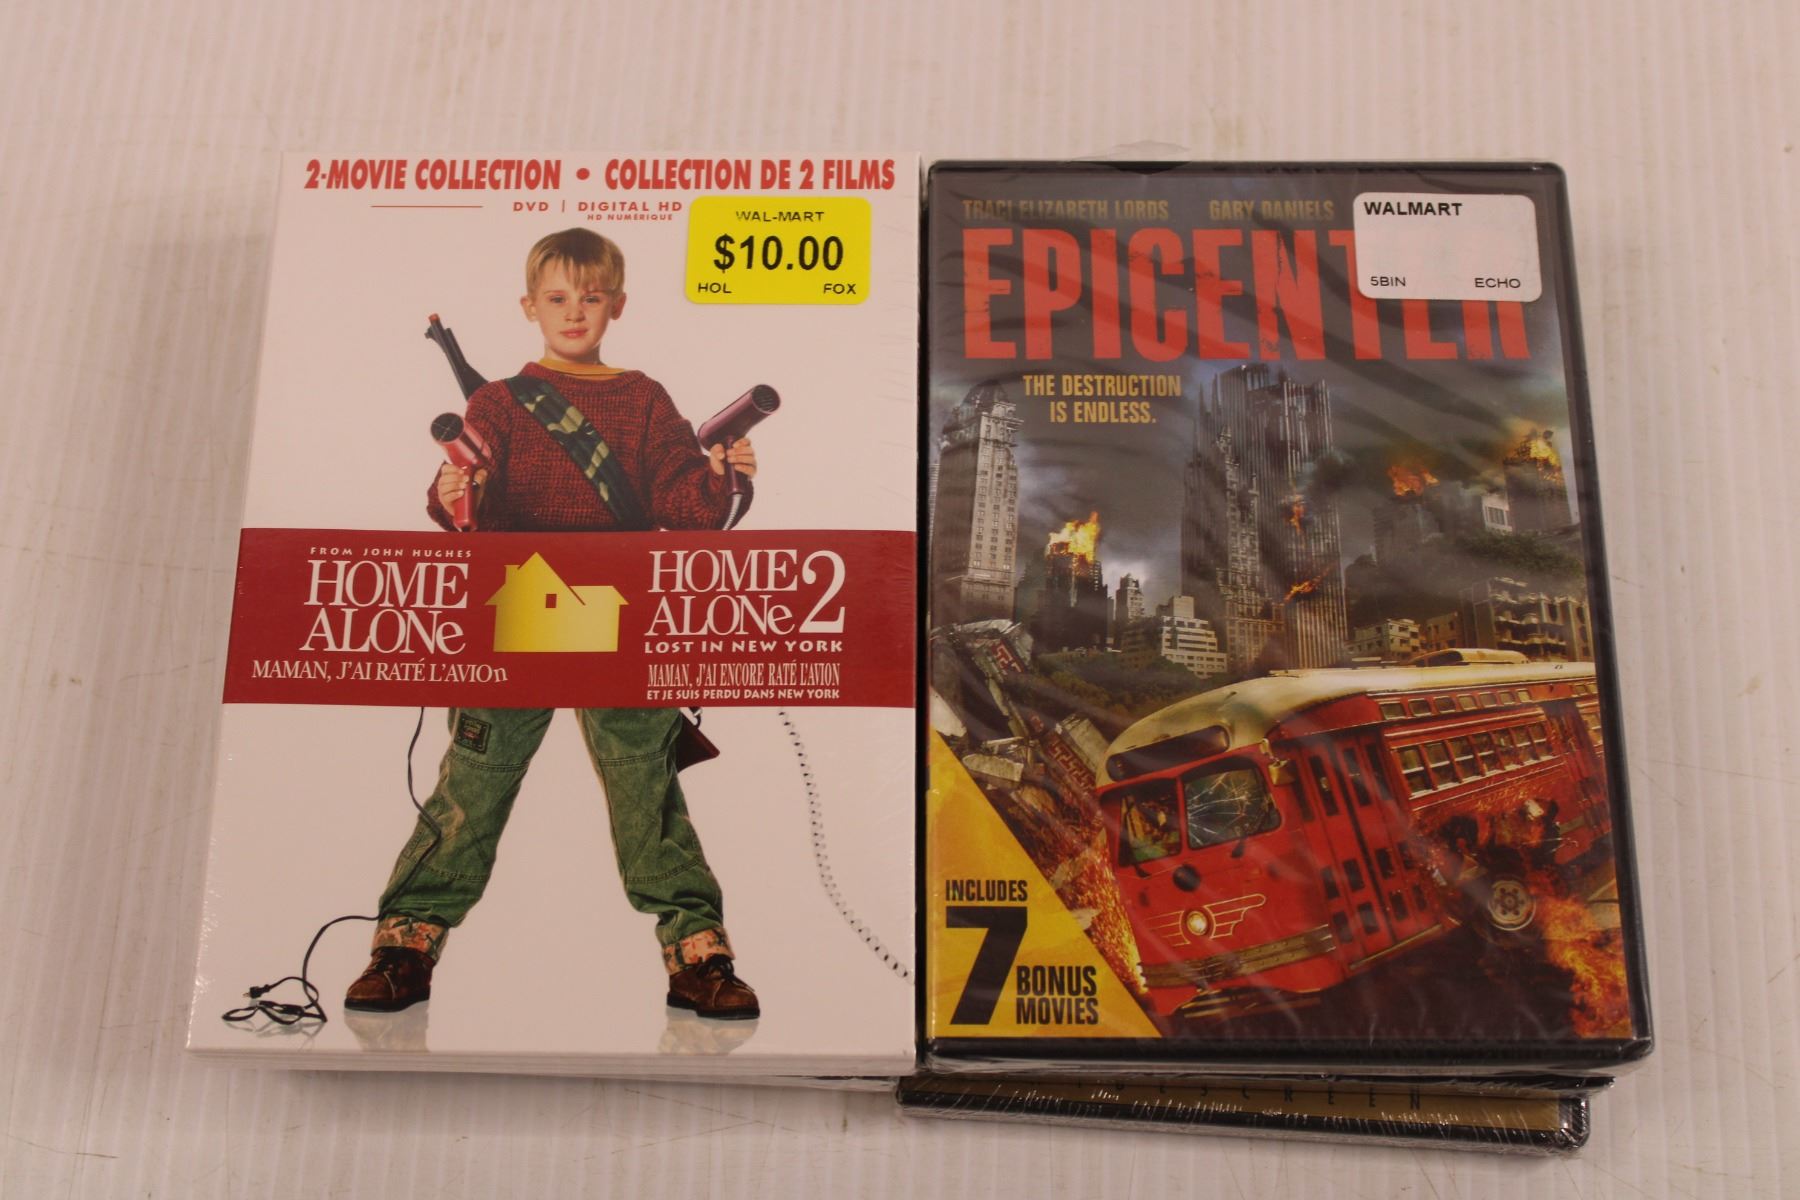 2-MOVIE COLLECTION • COLLECTION DE 2 FILMS
DVD | DIGITAL HD
HD NUMÉRIQUE
WAL-MART
$10.00
HOL FOX
FROM JOHN HUGHES
HOME
ALONe
MAMAN, J'AI RATÉ L'AVIOn
HOME
ALONe 2
LOST IN NEW YORK
MAMAN, J'AI ENCORE RATÉ L'AVION
ET JE SUIS PERDU DANS NEW YORK
TRACI ELIZABETH LORDS GARY DANIELS
WALMART
5BIN ECHO
EPICENTER
THE DESTRUCTION
IS ENDLESS.
INCLUDES
7 BONUS
MOVIES